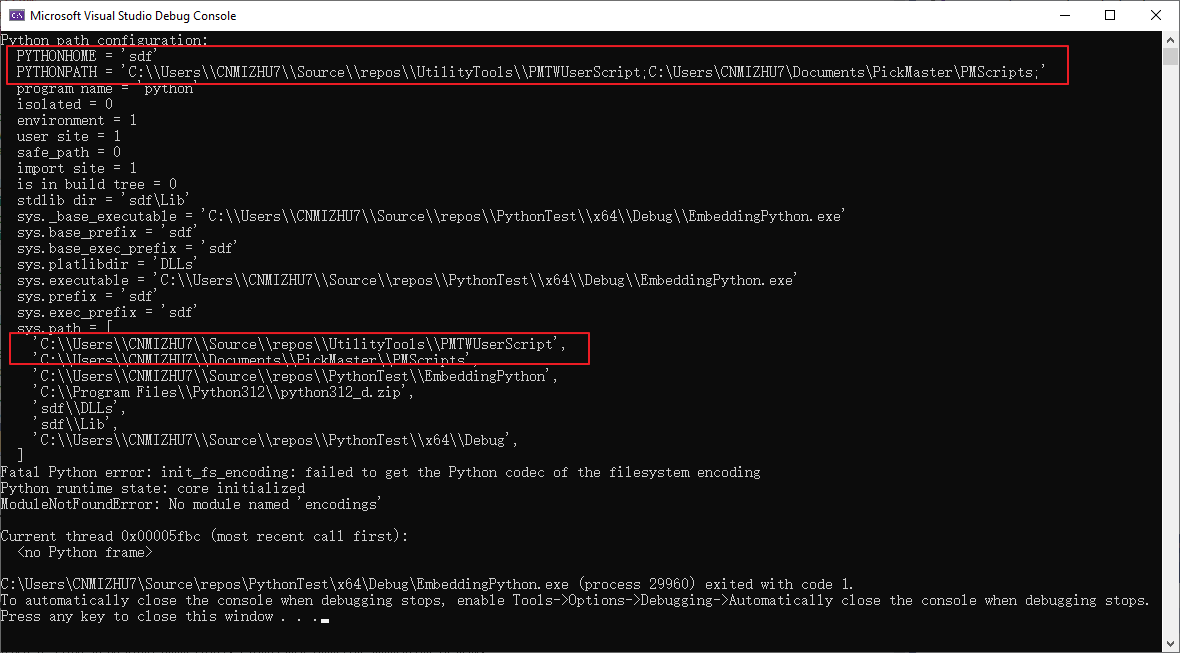 Microsoft Visual Studio Debug Console
Python path configuration:
  PYTHONHOME = 'sdf'
  PYTHONPATH = 'C:\\Users\\CNMIZHU7\\Source\\repos\\UtilityTools\\PMTWUserScript;C:\Users\CNMIZHU7\Documents\PickMaster\PMScripts;'
  program name = 'python'
  isolated = 0
  environment = 1
  user site = 1
  safe_path = 0
  import site = 1
  is in build tree = 0
  stdlib dir = 'sdf\Lib'
  sys._base_executable = 'C:\\Users\\CNMIZHU7\\Source\\repos\\PythonTest\\x64\\Debug\\EmbeddingPython.exe'
  sys.base_prefix = 'sdf'
  sys.base_exec_prefix = 'sdf'
  sys.platlibdir = 'DLLs'
  sys.executable = 'C:\\Users\\CNMIZHU7\\Source\\repos\\PythonTest\\x64\\Debug\\EmbeddingPython.exe'
  sys.prefix = 'sdf'
  sys.exec_prefix = 'sdf'
  sys.path = [
    'C:\\Users\\CNMIZHU7\\Source\\repos\\UtilityTools\\PMTWUserScript',
    'C:\\Users\\CNMIZHU7\\Documents\\PickMaster\\PMScripts',
    'C:\\Users\\CNMIZHU7\\Source\\repos\\PythonTest\\EmbeddingPython',
    'C:\\Program Files\\Python312\\python312_d.zip',
    'sdf\\DLLs',
    'sdf\\Lib',
    'C:\\Users\\CNMIZHU7\\Source\\repos\\PythonTest\\x64\\Debug',
  ]
Fatal Python error: init_fs_encoding: failed to get the Python codec of the filesystem encoding
Python runtime state: core initialized
ModuleNotFoundError: No module named 'encodings'
Current thread 0x00005fbc (most recent call first):
  <no Python frame>
C:\Users\CNMIZHU7\Source\repos\PythonTest\x64\Debug\EmbeddingPython.exe (process 29960) exited with code 1.
To automatically close the console when debugging stops, enable Tools->Options->Debugging->Automatically close the console when debugging stops.
Press any key to close this window . . .